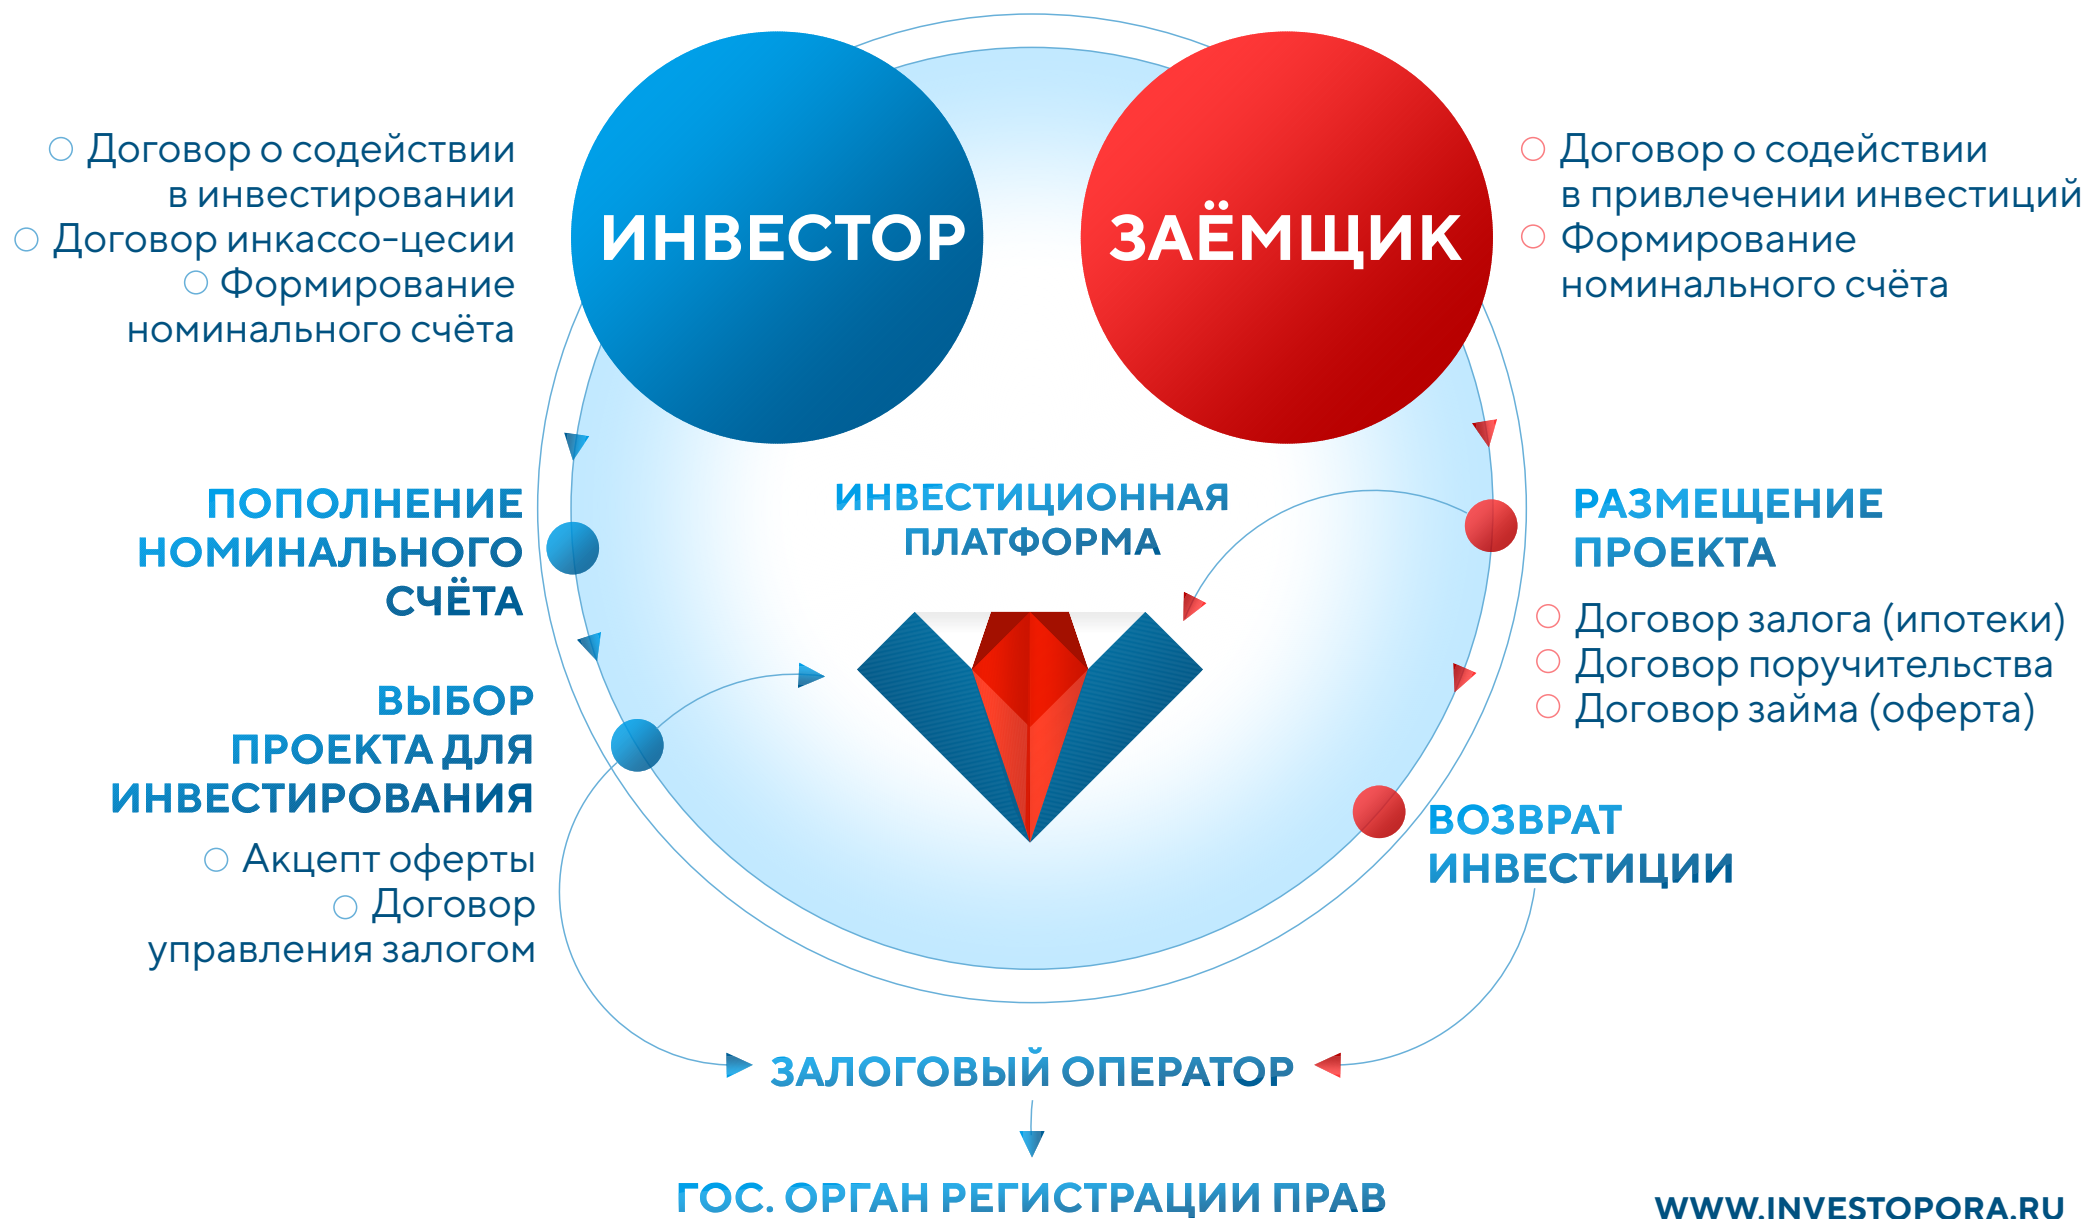 ИНВЕСТОР
ЗАЁМЩИК
Договор о содействии
в инвестировании
Договор инкассо-цесии
Формирование
номинального счёта
Договор о содействии
в привлечении инвестиций
Формирование
номинального счёта
ПОПОЛНЕНИЕ
НОМИНАЛЬНОГО
СЧЁТА
ИНВЕСТИЦИОННАЯ
ПЛАТФОРМА
РАЗМЕЩЕНИЕ
ПРОЕКТА
Договор залога (ипотеки)
Договор поручительства
Договор займа (оферта)
ВЫБОР
ПРОЕКТА ДЛЯ
ИНВЕСТИРОВАНИЯ
Акцепт оферты
Договор
управления залогом
ВОЗВРАТ
ИНВЕСТИЦИИ
ЗАЛОГОВЫЙ ОПЕРАТОР
ГОС. ОРГАН РЕГИСТРАЦИИ ПРАВ
WWW.INVESTOPORA.RU